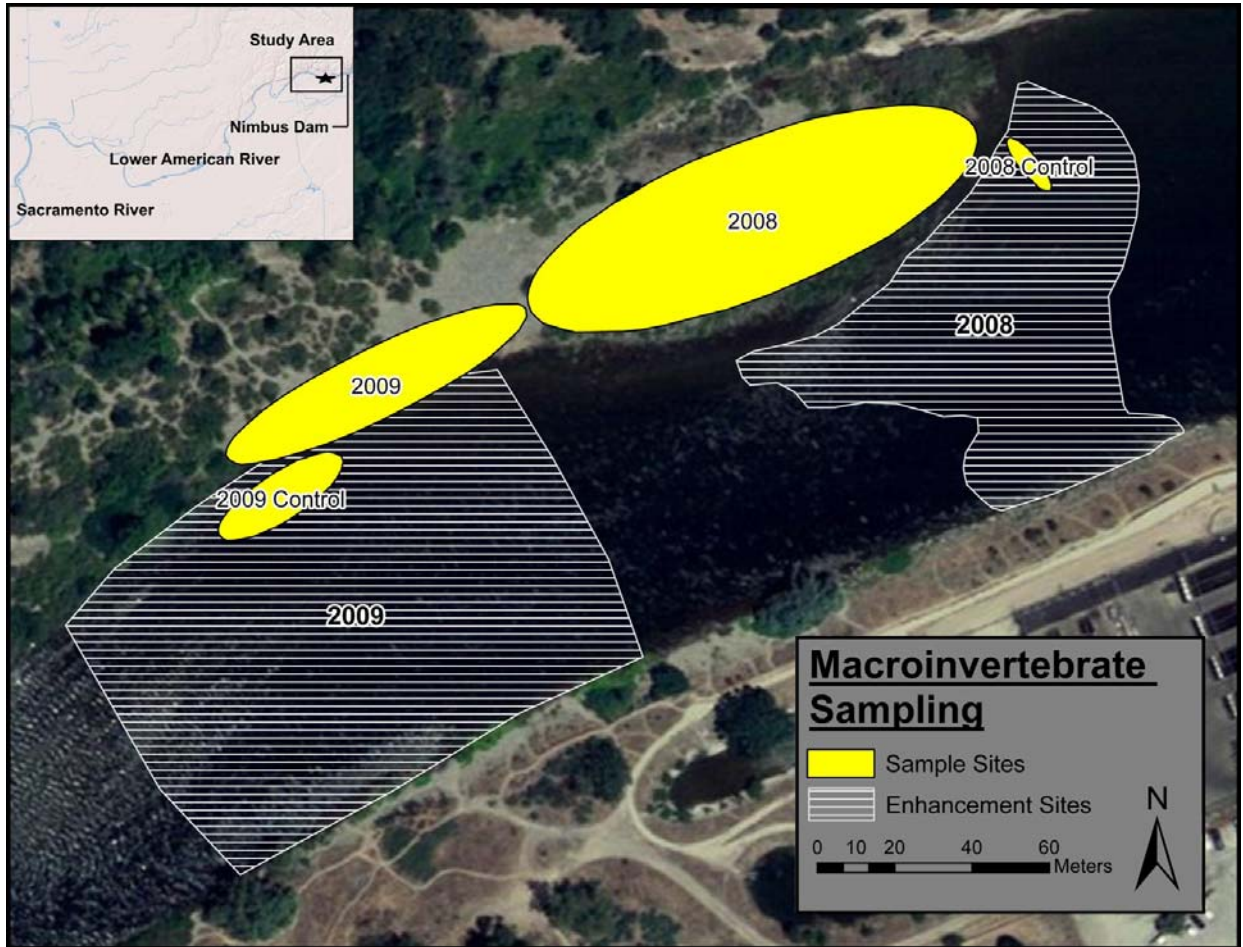 Study Area
Nimbus Dam
Lower American River
Sacramento River
2008 Control
2008
2008
2009
2009 Control
2009
Macroinvertebrate
Sampling
Sample Sites
Enhancement Sites
N
0 10 20 40 60
Meters